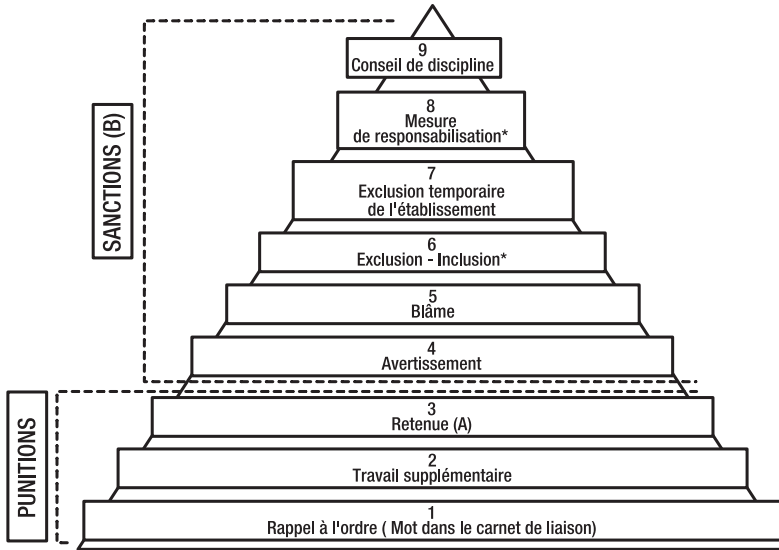 9
Conseil de discipline
8
Mesure
de responsabilisation*
7
Exclusion temporaire
de l'établissement
6
Exclusion - Inclusion*
5
Blâme
4
Avertissement
3
Retenue (A)
2
Travail supplémentaire
1
Rappel à l'ordre ( Mot dans le carnet de liaison)
SANCTIONS (B)
PUNITIONS